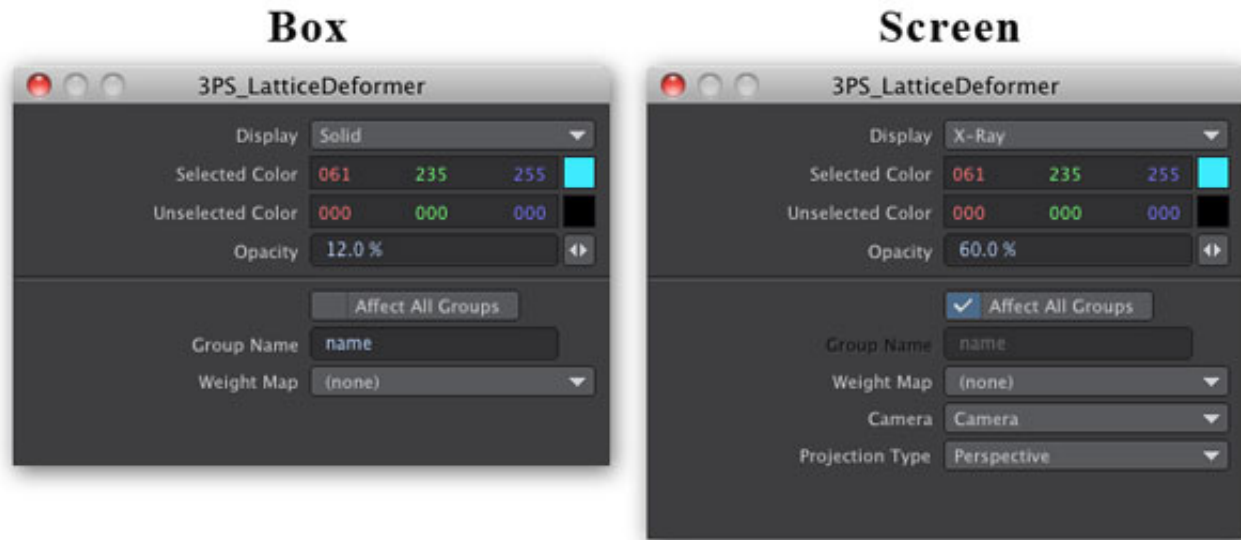 Box
3PS_LatticeDeformer
Display Solid
Selected Color 061 235 255
Unselected Color 000 000 000
Opacity 12.0 %
Affect All Groups
Group Name name
Weight Map (none)
Screen
3PS_LatticeDeformer
Display X-Ray
Selected Color 061 235 255
Unselected Color 000 000 000
Opacity 60.0 %
Affect All Groups
Group Name name
Weight Map (none)
Camera Camera
Projection Type Perspective